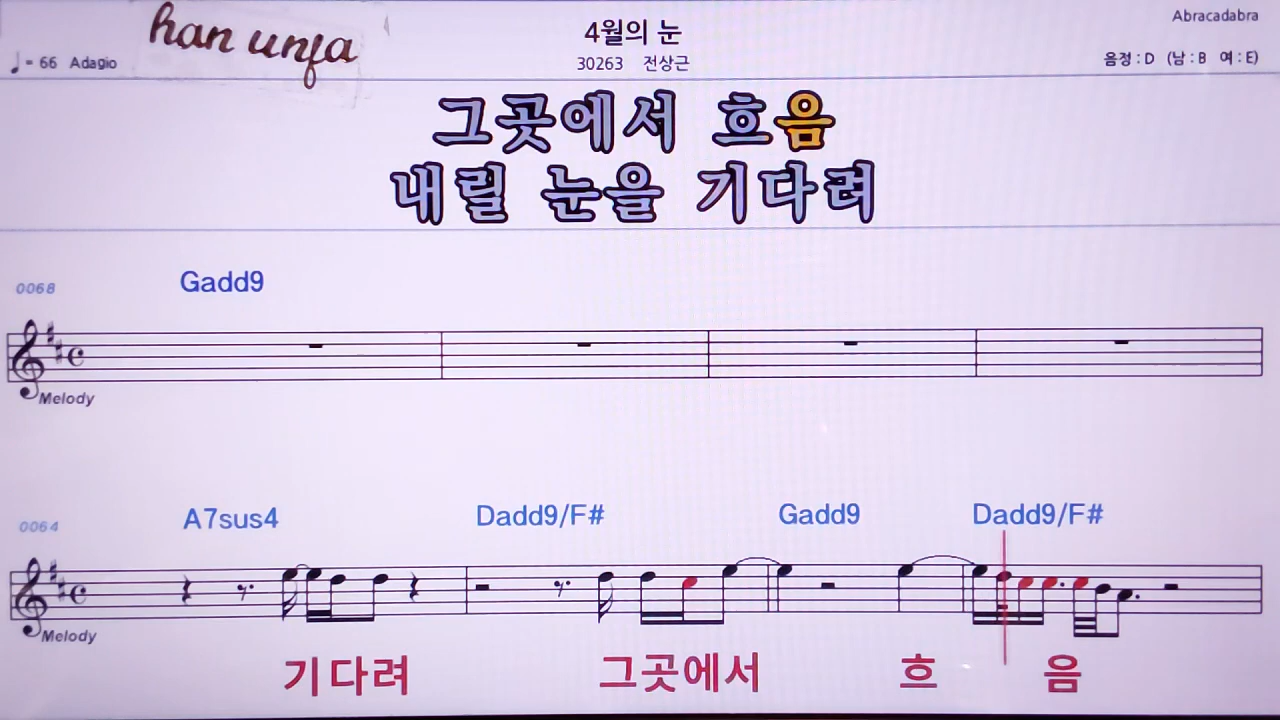 han unfa
4월의 눈
Abracadabra
♩= 66 Adagio
30263 전상근
음정 : D (남 : B 여 : E)
그곳에서 흐음
내릴 눈을 기다려
0068 Gadd9
Melody
0064 A7sus4 Dadd9/F# Gadd9 Dadd9/F#
Melody
기다려 그곳에서 흐 음